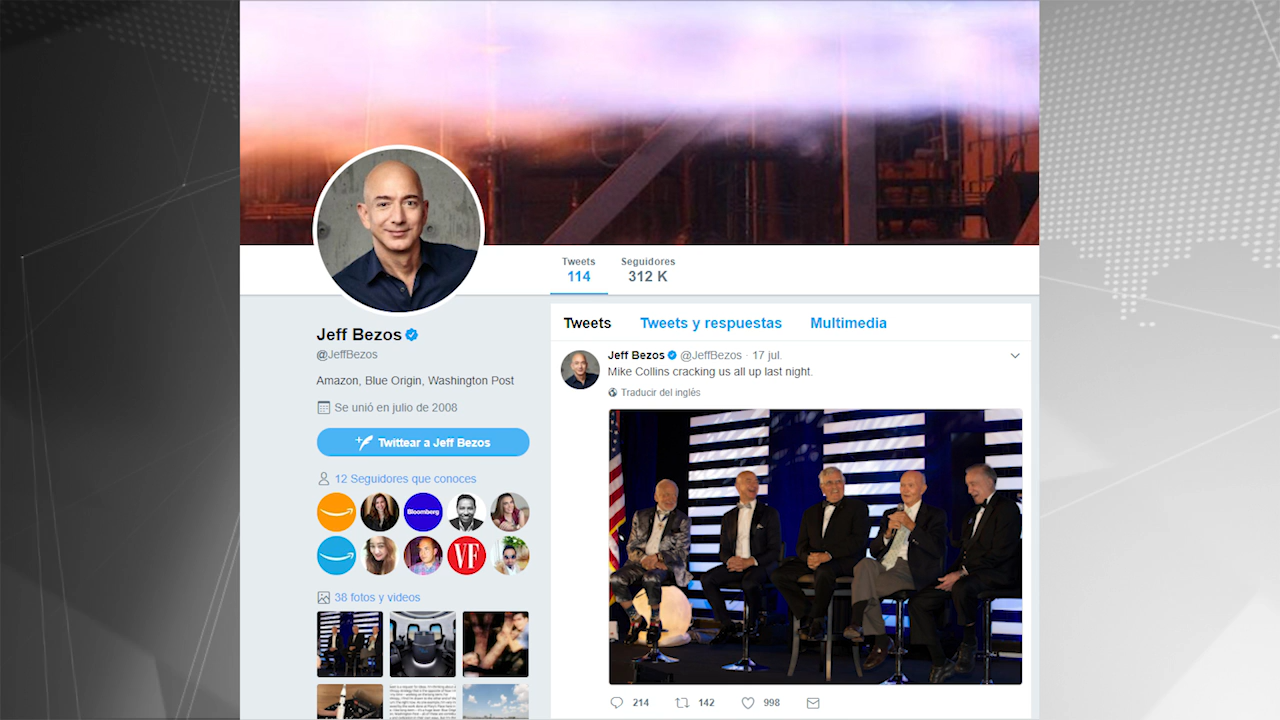 Tweets
114
Seguidores
312 K
Jeff Bezos
@JeffBezos
Amazon, Blue Origin, Washington Post
Se unió en julio de 2008
Twittear a Jeff Bezos
12 Seguidores que conoces
Bloomberg
VF
38 fotos y videos
Tweets
Tweets y respuestas
Multimedia
Jeff Bezos @JeffBezos · 17 jul.
Mike Collins cracking us all up last night.
Traducir del inglés
214
142
998